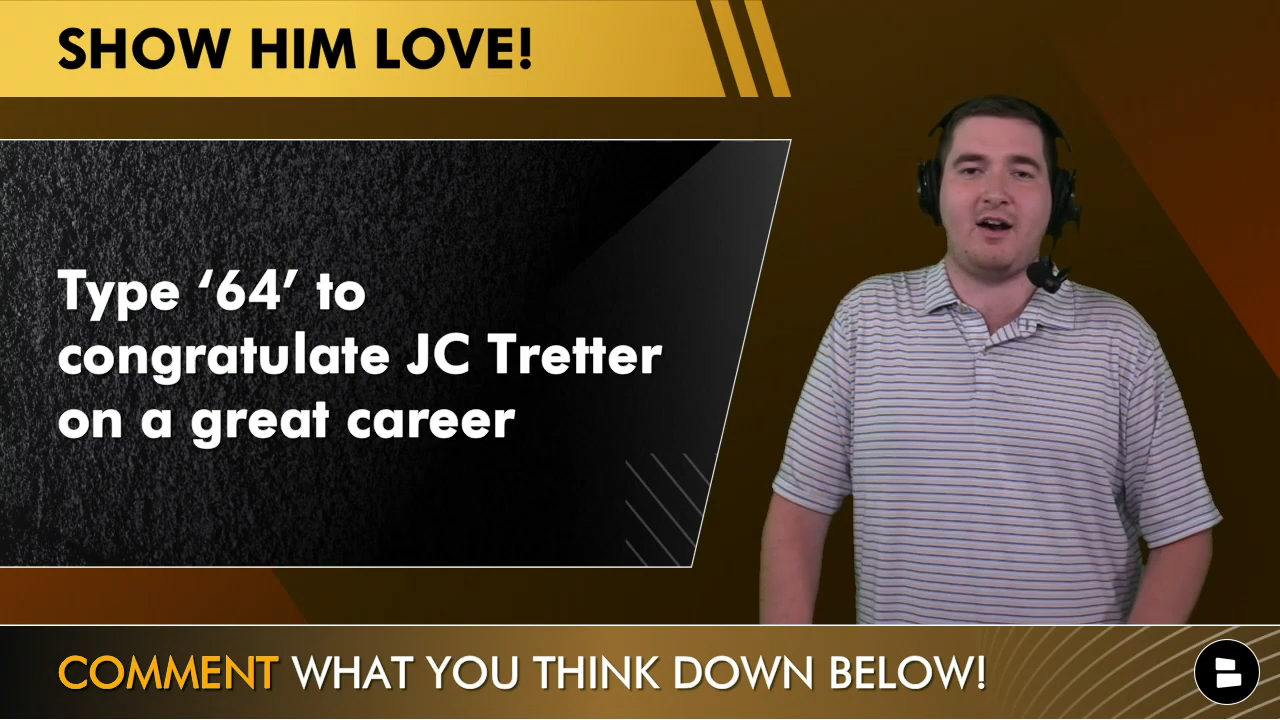 SHOW HIM LOVE!
Type ‘64’ to
congratulate JC Tretter
on a great career
COMMENT WHAT YOU THINK DOWN BELOW!